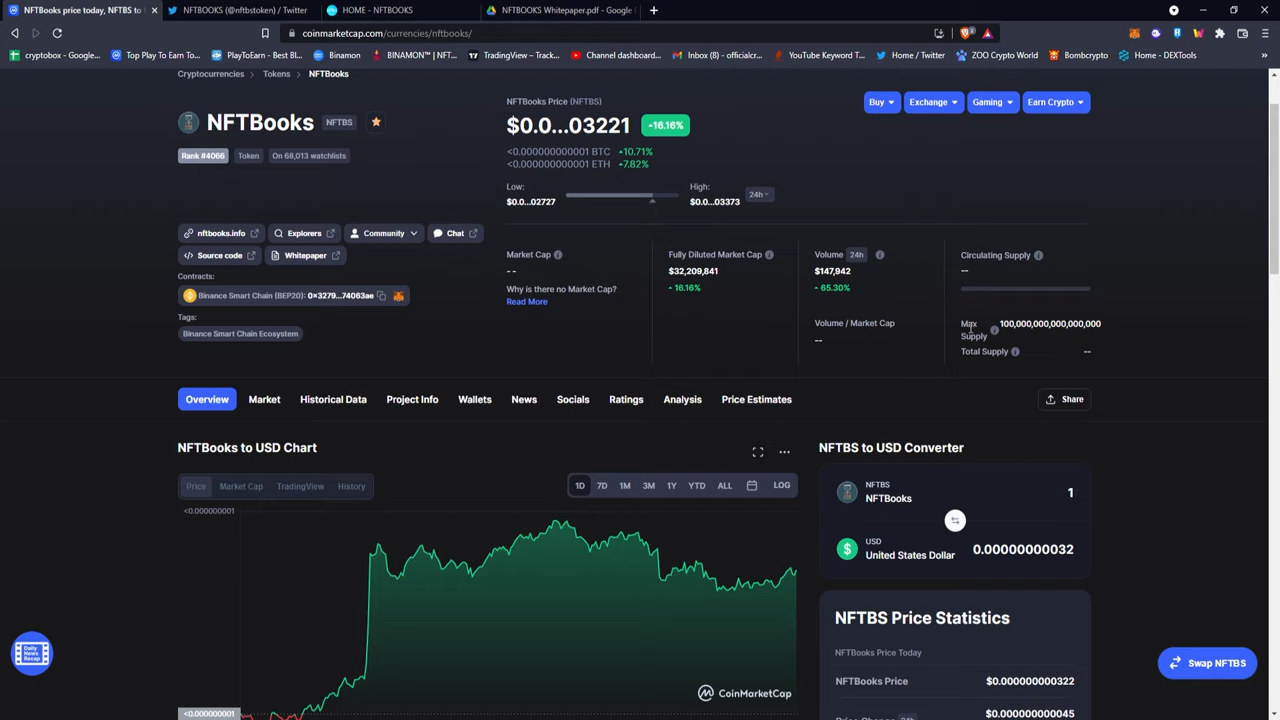 NFTBooks price today, NFTBS to
NFTBOOKS (@nftbstoken) / Twitter
HOME - NFTBOOKS
NFTBOOKS Whitepaper.pdf - Google
coinmarketcap.com/currencies/nftbooks/
cryptobox - Google...
Top Play To Earn To...
PlayToEarn - Best Bl...
Binamon
BINAMON™ | NFT...
TradingView – Track...
Channel dashboard...
Inbox (8) - officialcr...
YouTube Keyword T...
Home / Twitter
ZOO Crypto World
Bombcrypto
Home - DEXTools
Cryptocurrencies
Tokens
NFTBooks
NFTBooks
NFTBS
Rank #4066
Token
On 68,013 watchlists
NFTBooks Price (NFTBS)
$0.0...03221
16.16%
<0.000000000001 BTC
10.71%
<0.000000000001 ETH
7.82%
Low:
$0.0...02727
High:
$0.0...03373
24h
Buy
Exchange
Gaming
Earn Crypto
nftbooks.info
Explorers
Community
Chat
Source code
Whitepaper
Contracts:
Binance Smart Chain (BEP20): 0x3279...74063ae
Tags:
Binance Smart Chain Ecosystem
Market Cap
- -
Why is there no Market Cap?
Read More
Fully Diluted Market Cap
$32,209,841
16.16%
Volume 24h
$147,942
65.30%
Volume / Market Cap
--
Circulating Supply
--
Max Supply
100,000,000,000,000,000
Total Supply
--
Overview
Market
Historical Data
Project Info
Wallets
News
Socials
Ratings
Analysis
Price Estimates
Share
NFTBooks to USD Chart
Price
Market Cap
TradingView
History
1D
7D
1M
3M
1Y
YTD
ALL
LOG
<0.000000001
<0.000000001
CoinMarketCap
NFTBS to USD Converter
NFTBS
NFTBooks
1
USD
United States Dollar
0.00000000032
NFTBS Price Statistics
NFTBooks Price Today
NFTBooks Price
$0.000000000322
$0.000000000045
Daily
News
Recap
Swap NFTBS